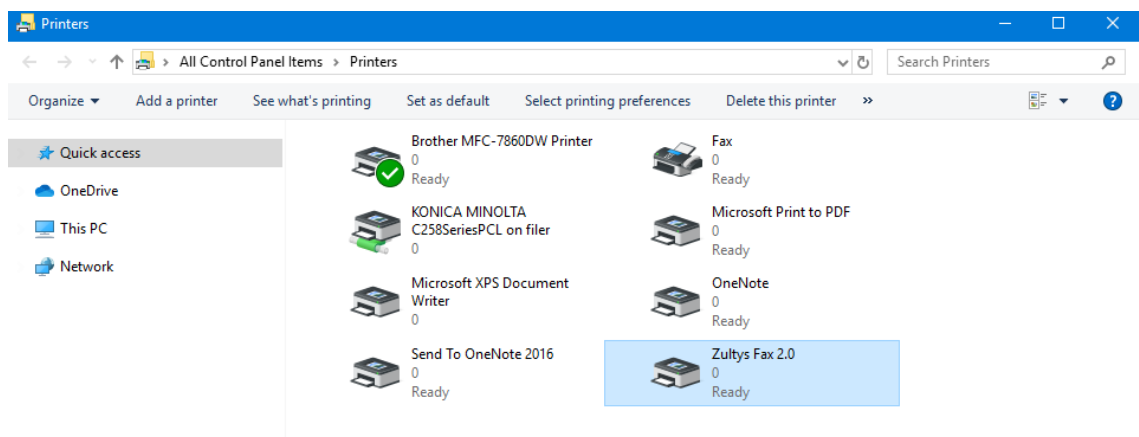 Printers
All Control Panel Items > Printers
Search Printers
Organize
Add a printer
See what's printing
Set as default
Select printing preferences
Delete this printer
»
?
Quick access
OneDrive
This PC
Network
Brother MFC-7860DW Printer
0
Ready
Fax
0
Ready
KONICA MINOLTA
C258SeriesPCL on filer
0
Microsoft Print to PDF
0
Ready
Microsoft XPS Document
Writer
0
OneNote
0
Ready
Send To OneNote 2016
0
Ready
Zultys Fax 2.0
0
Ready